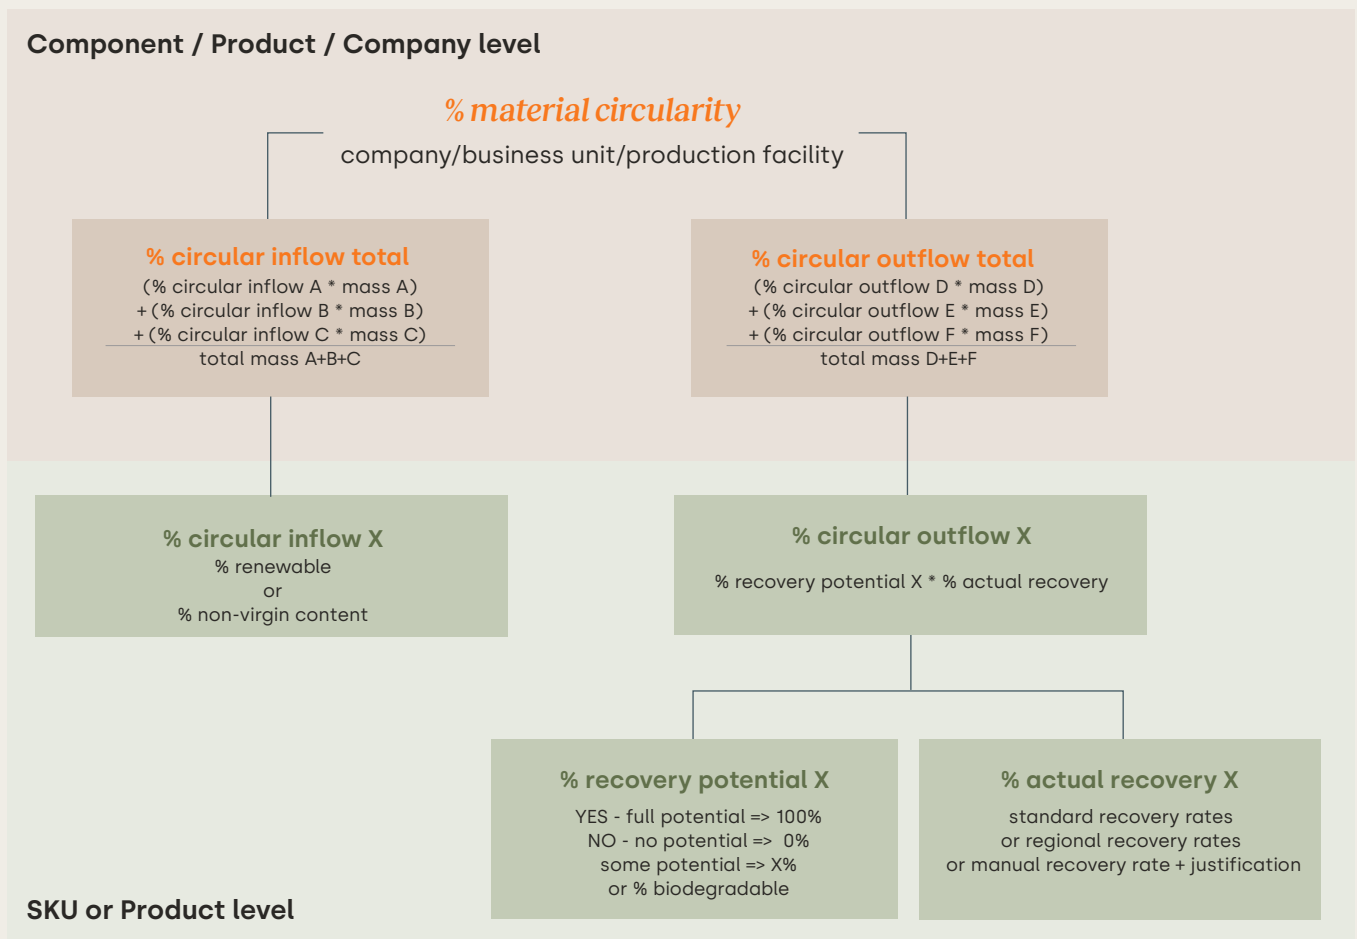 Component / Product / Company level
% material circularity
company/business unit/production facility
% circular inflow total
(% circular inflow A * mass A)
+ (% circular inflow B * mass B)
+ (% circular inflow C * mass C)
total mass A+B+C
% circular outflow total
(% circular outflow D * mass D)
+ (% circular outflow E * mass E)
+ (% circular outflow F * mass F)
total mass D+E+F
% circular inflow X
% renewable
or
% non-virgin content
% circular outflow X
% recovery potential X * % actual recovery
% recovery potential X
YES - full potential => 100%
NO - no potential => 0%
some potential => X%
or % biodegradable
% actual recovery X
standard recovery rates
or regional recovery rates
or manual recovery rate + justification
SKU or Product level